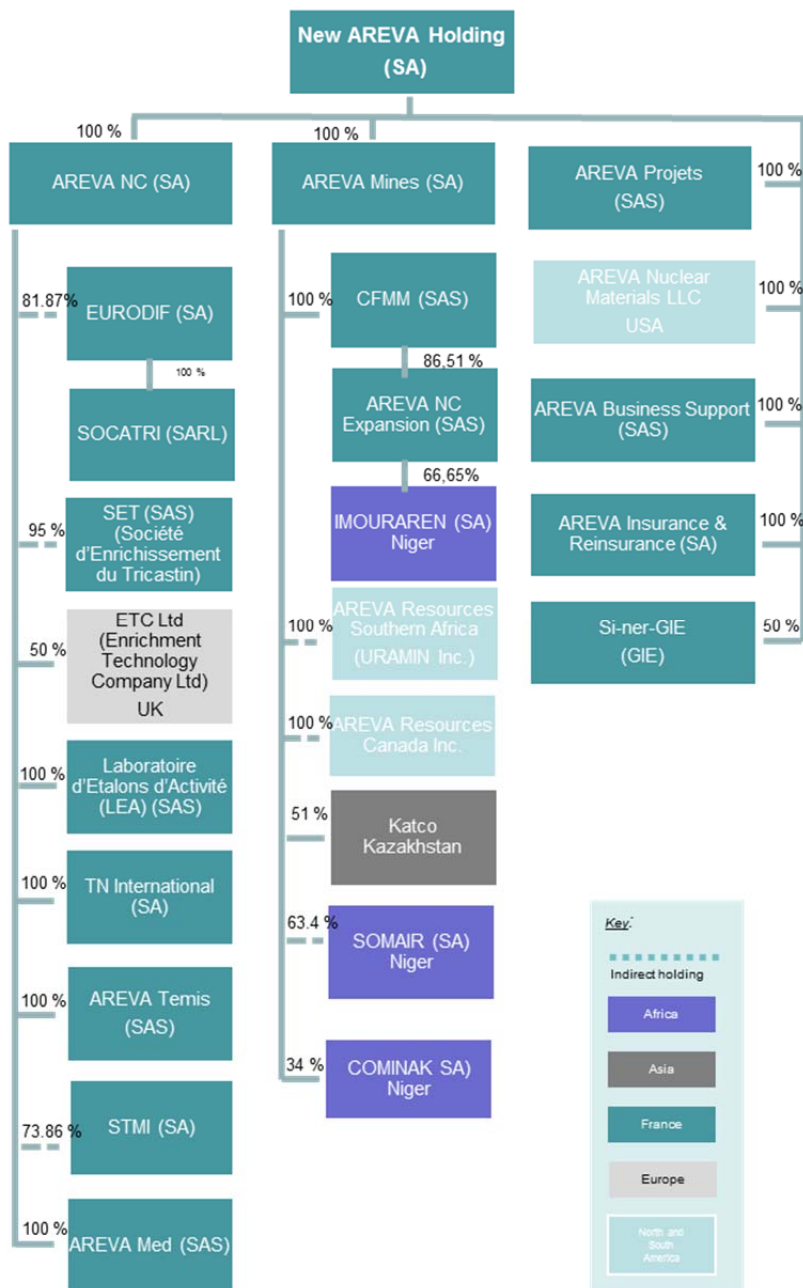 New AREVA Holding
(SA)
100 %
100 %
AREVA NC (SA)
81.87%
EURODIF (SA)
100 %
SOCATRI (SARL)
95 %
SET (SAS)
(Société
d'Enrichissement
du Tricastin)
50 %
ETC Ltd
(Enrichment
Technology
Company Ltd)
UK
100 %
Laboratoire
d'Etalons d'Activité
(LEA) (SAS)
100 %
TN International
(SA)
100 %
AREVA Temis
(SAS)
73.86 %
STMI (SA)
100 %
AREVA Med (SAS)
AREVA Mines (SA)
100 %
CFMM (SAS)
86,51 %
AREVA NC
Expansion (SAS)
66,65%
IMOURAREN (SA)
Niger
100 %
AREVA Resources
Southern Africa
(URAMIN Inc.)
100 %
AREVA Resources
Canada Inc.
51 %
Katco
Kazakhstan
63.4 %
SOMAIR (SA)
Niger
34 %
COMINAK SA)
Niger
AREVA Projets
(SAS)
100 %
AREVA Nuclear
Materials LLC
USA
100 %
AREVA Business Support
(SAS)
100 %
AREVA Insurance &
Reinsurance (SA)
100 %
Si-ner-GIE
(GIE)
50 %
Key:
Indirect holding
Africa
Asia
France
Europe
North and
South
America